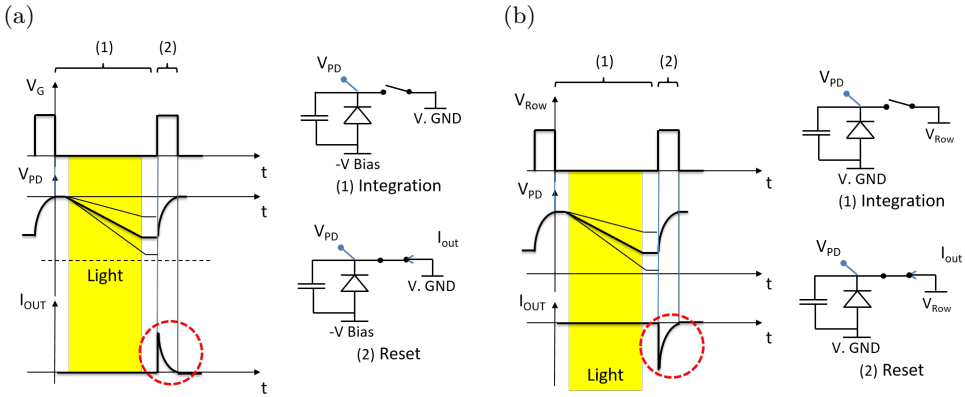 (a)
(1)
(2)
V_G
t
V_PD
t
Light
I_OUT
t
V_PD
V. GND
-V Bias
(1) Integration
V_PD
I_out
V. GND
-V Bias
(2) Reset
(b)
(1)
(2)
V_Row
t
V_PD
t
I_OUT
t
Light
V_PD
V_Row
V. GND
(1) Integration
V_PD
I_out
V_Row
V. GND
(2) Reset